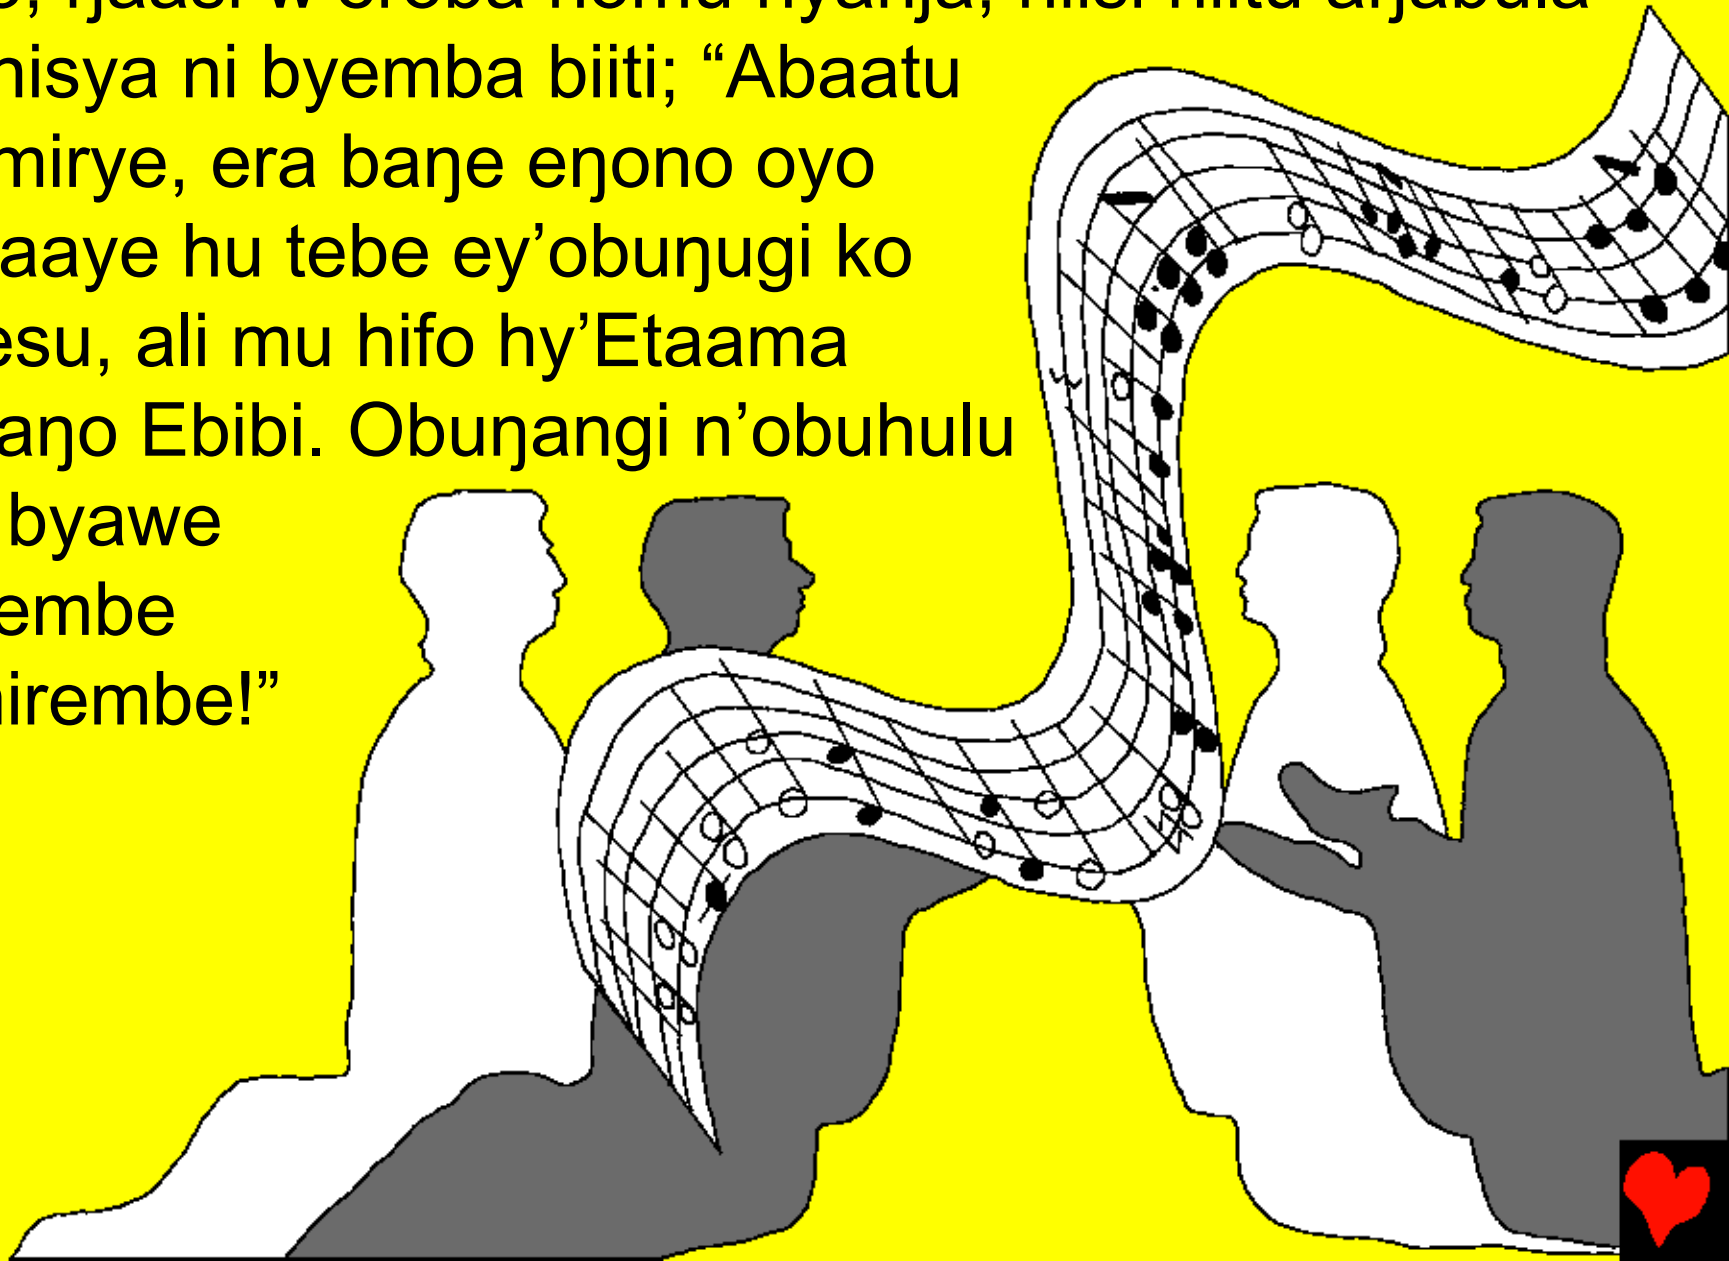 hisya ni byemba biiti; “Abaatu
mirye, era baŋe eŋono oyo
aaye hu tebe ey’obuŋugi ko
esu, ali mu hifo hy’Etaama
aŋo Ebibi. Obuŋangi n’obuhulu
byawe
embe
irembe!”